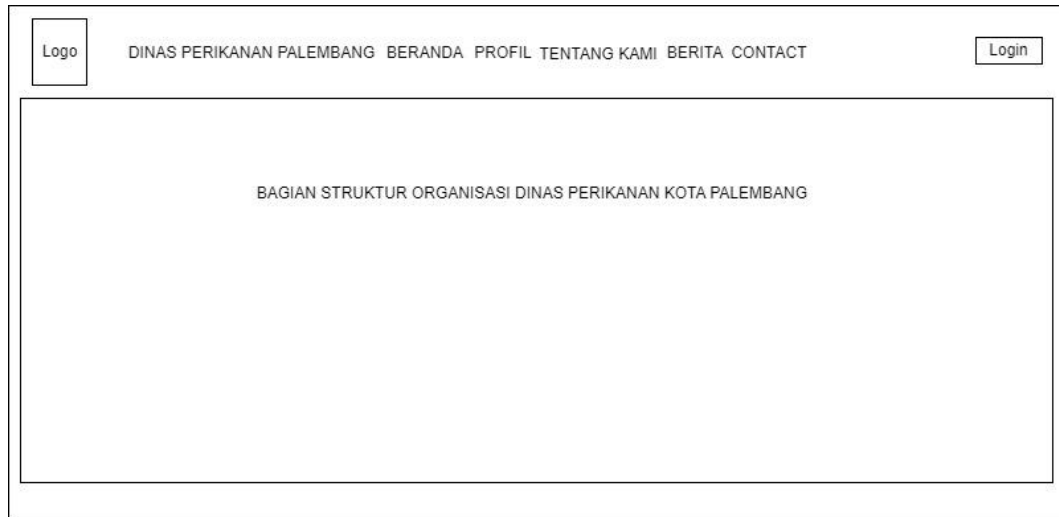 Logo DINAS PERIKANAN PALEMBANG BERANDA PROFIL TENTANG KAMI BERITA CONTACT Login
BAGIAN STRUKTUR ORGANISASI DINAS PERIKANAN KOTA PALEMBANG